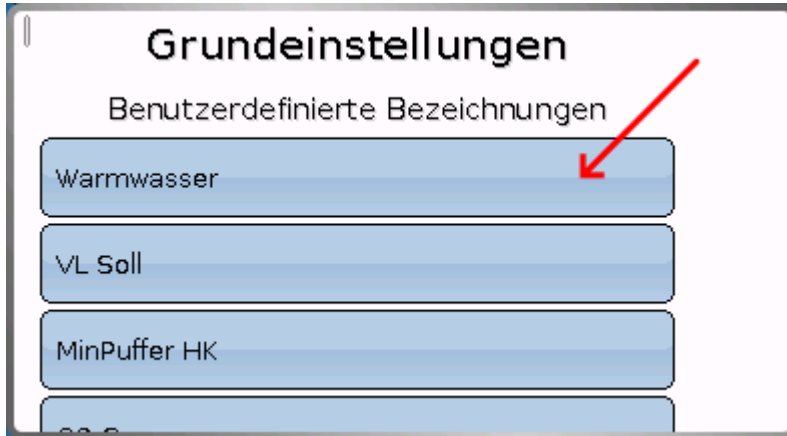 Grundeinstellungen
Benutzerdefinierte Bezeichnungen
Warmwasser
VL Soll
MinPuffer HK